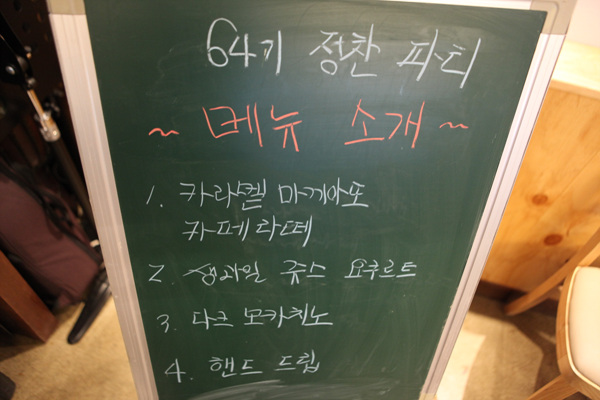 64기 정찬 파티
~ 메뉴 소개 ~
1. 카라멜 마끼아또
카페라떼
2. 생과일 쥬스 요쿠르트
3. 다크 모카치노
4. 핸드 드립